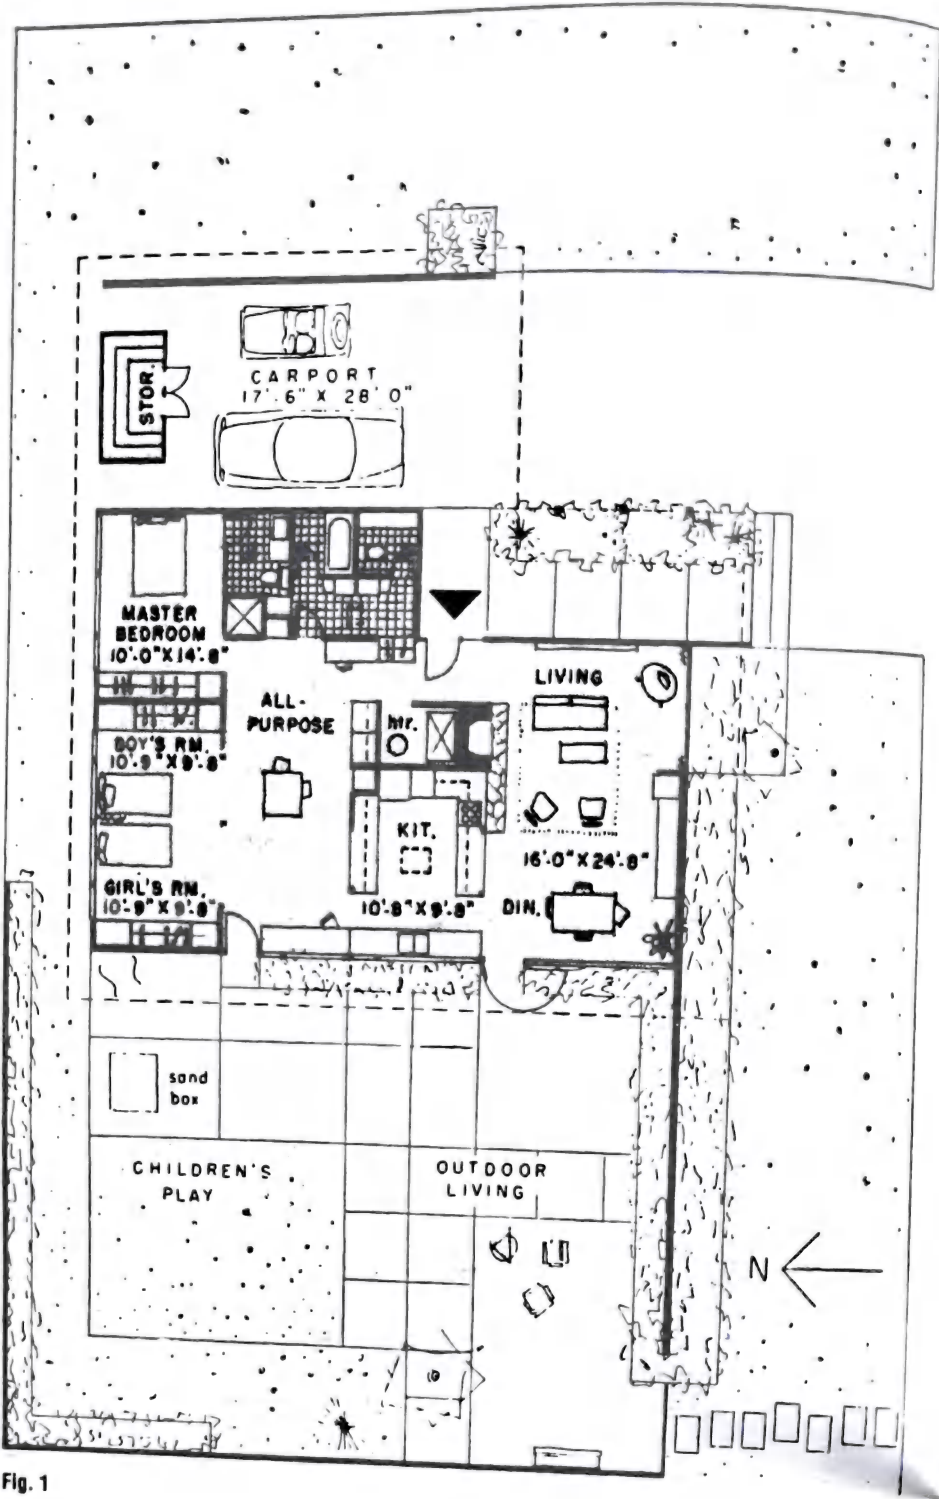 STOR.
CARPORT
17'-6" X 28'0"
MASTER
BEDROOM
10'-0"X14'-8"
ALL-
PURPOSE
htr.
LIVING
BOY'S RM.
10'-9"X9'-8"
KIT.
16'-0"X24'-8"
GIRL'S RM.
10'-9"X9'-8"
10'-8"X9'-8"
DIN.
sand
box
CHILDREN'S
PLAY
OUTDOOR
LIVING
N
Fig. 1